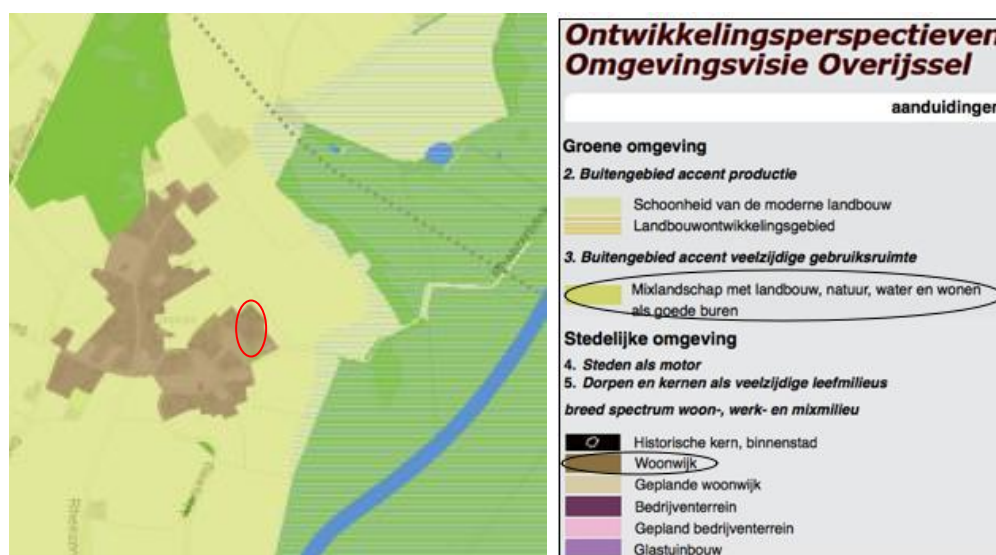 Ontwikkelingsperspectieven
Omgevingsvisie Overijssel
aanduidingen
Groene omgeving
2. Buitengebied accent productie
Schoonheid van de moderne landbouw
Landbouwontwikkelingsgebied
3. Buitengebied accent veelzijdige gebruiksruimte
Mixlandschap met landbouw, natuur, water en wonen
als goede buren
Stedelijke omgeving
4. Steden als motor
5. Dorpen en kernen als veelzijdige leefmilieus
breed spectrum woon-, werk- en mixmilieu
Historische kern, binnenstad
Woonwijk
Geplande woonwijk
Bedrijventerrein
Gepland bedrijventerrein
Glastuinbouw